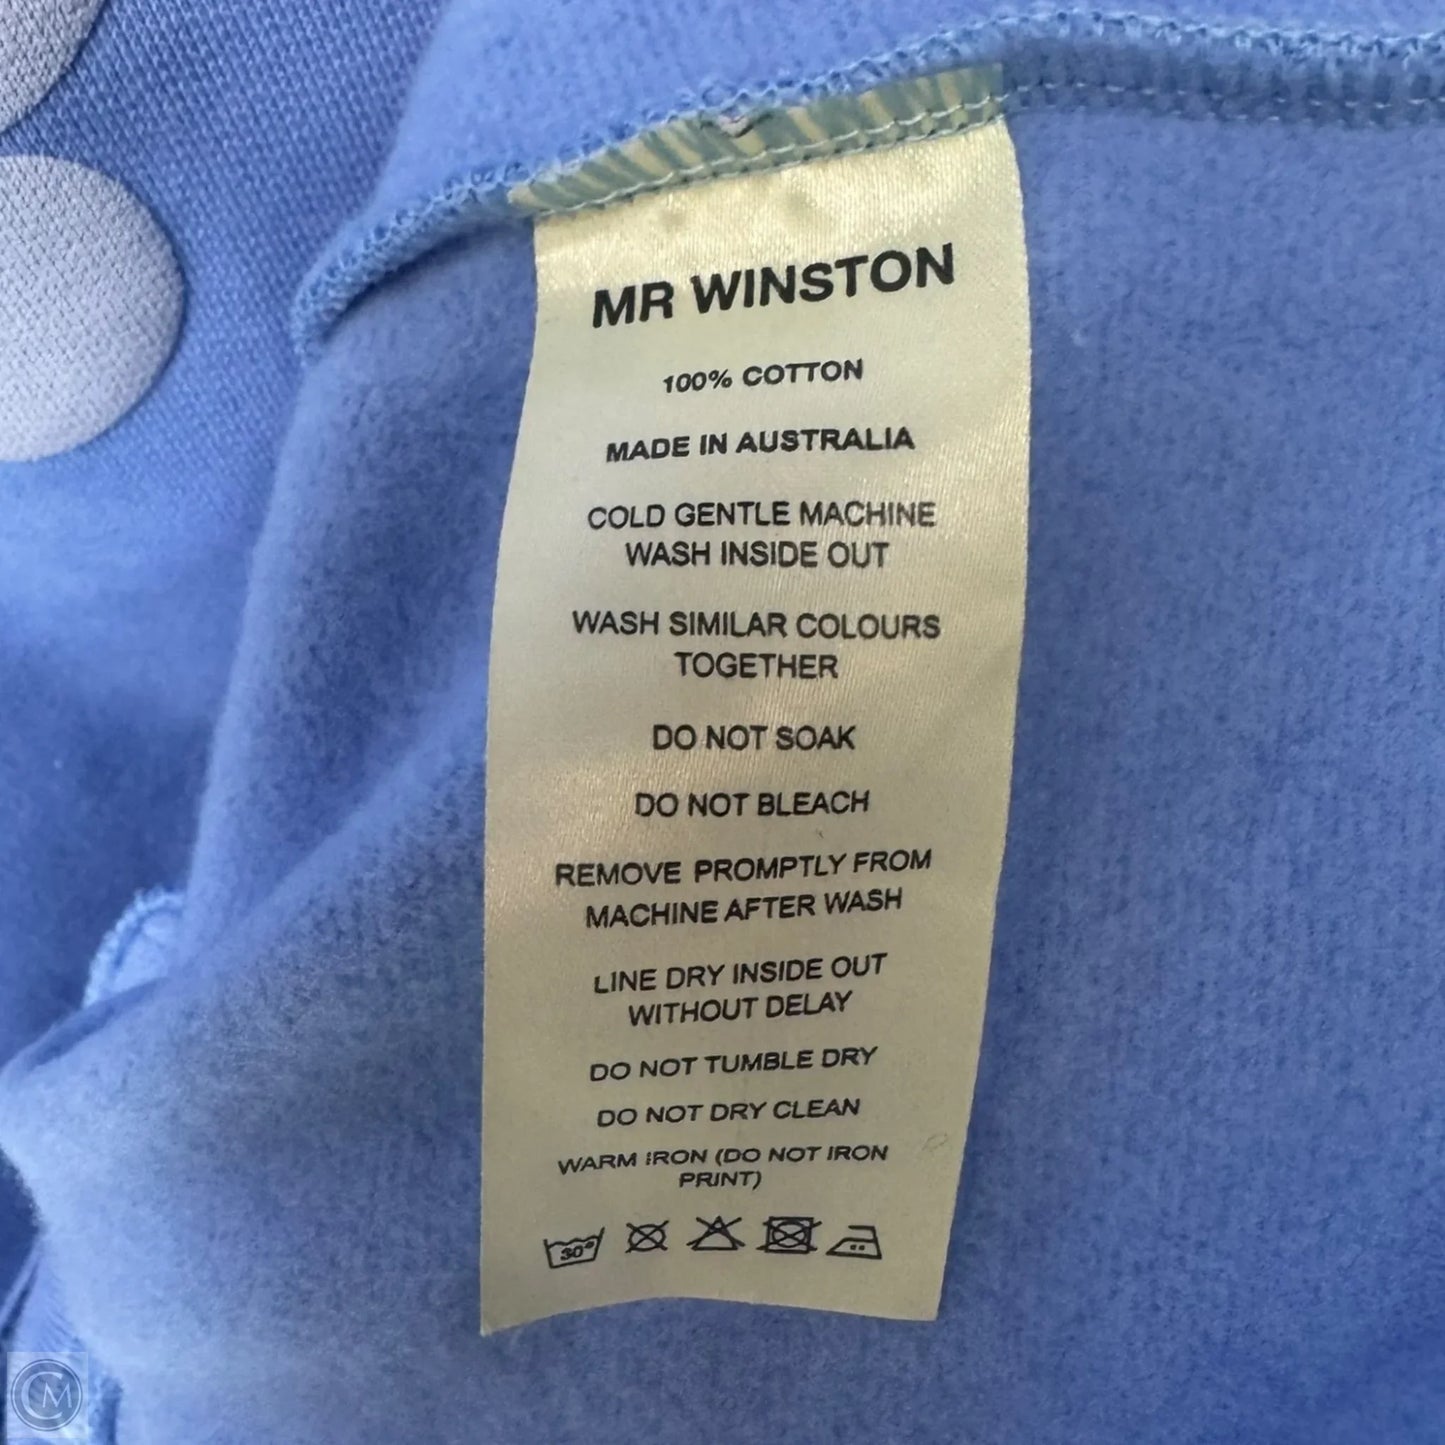 MR WINSTON
100% COTTON
MADE IN AUSTRALIA
COLD GENTLE MACHINE
WASH INSIDE OUT
WASH SIMILAR COLOURS
TOGETHER
DO NOT SOAK
DO NOT BLEACH
REMOVE PROMPTLY FROM
MACHINE AFTER WASH
LINE DRY INSIDE OUT
WITHOUT DELAY
DO NOT TUMBLE DRY
DO NOT DRY CLEAN
WARM IRON (DO NOT IRON
PRINT)
30°
CM